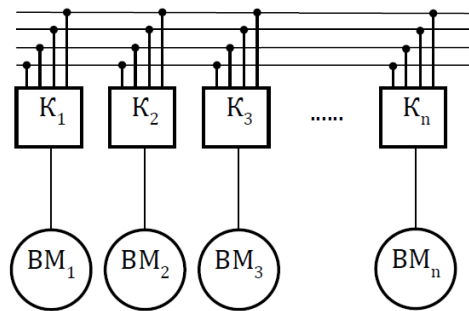 К₁ К₂ К₃ ...... Кₙ
ВМ₁ ВМ₂ ВМ₃ ВМₙ